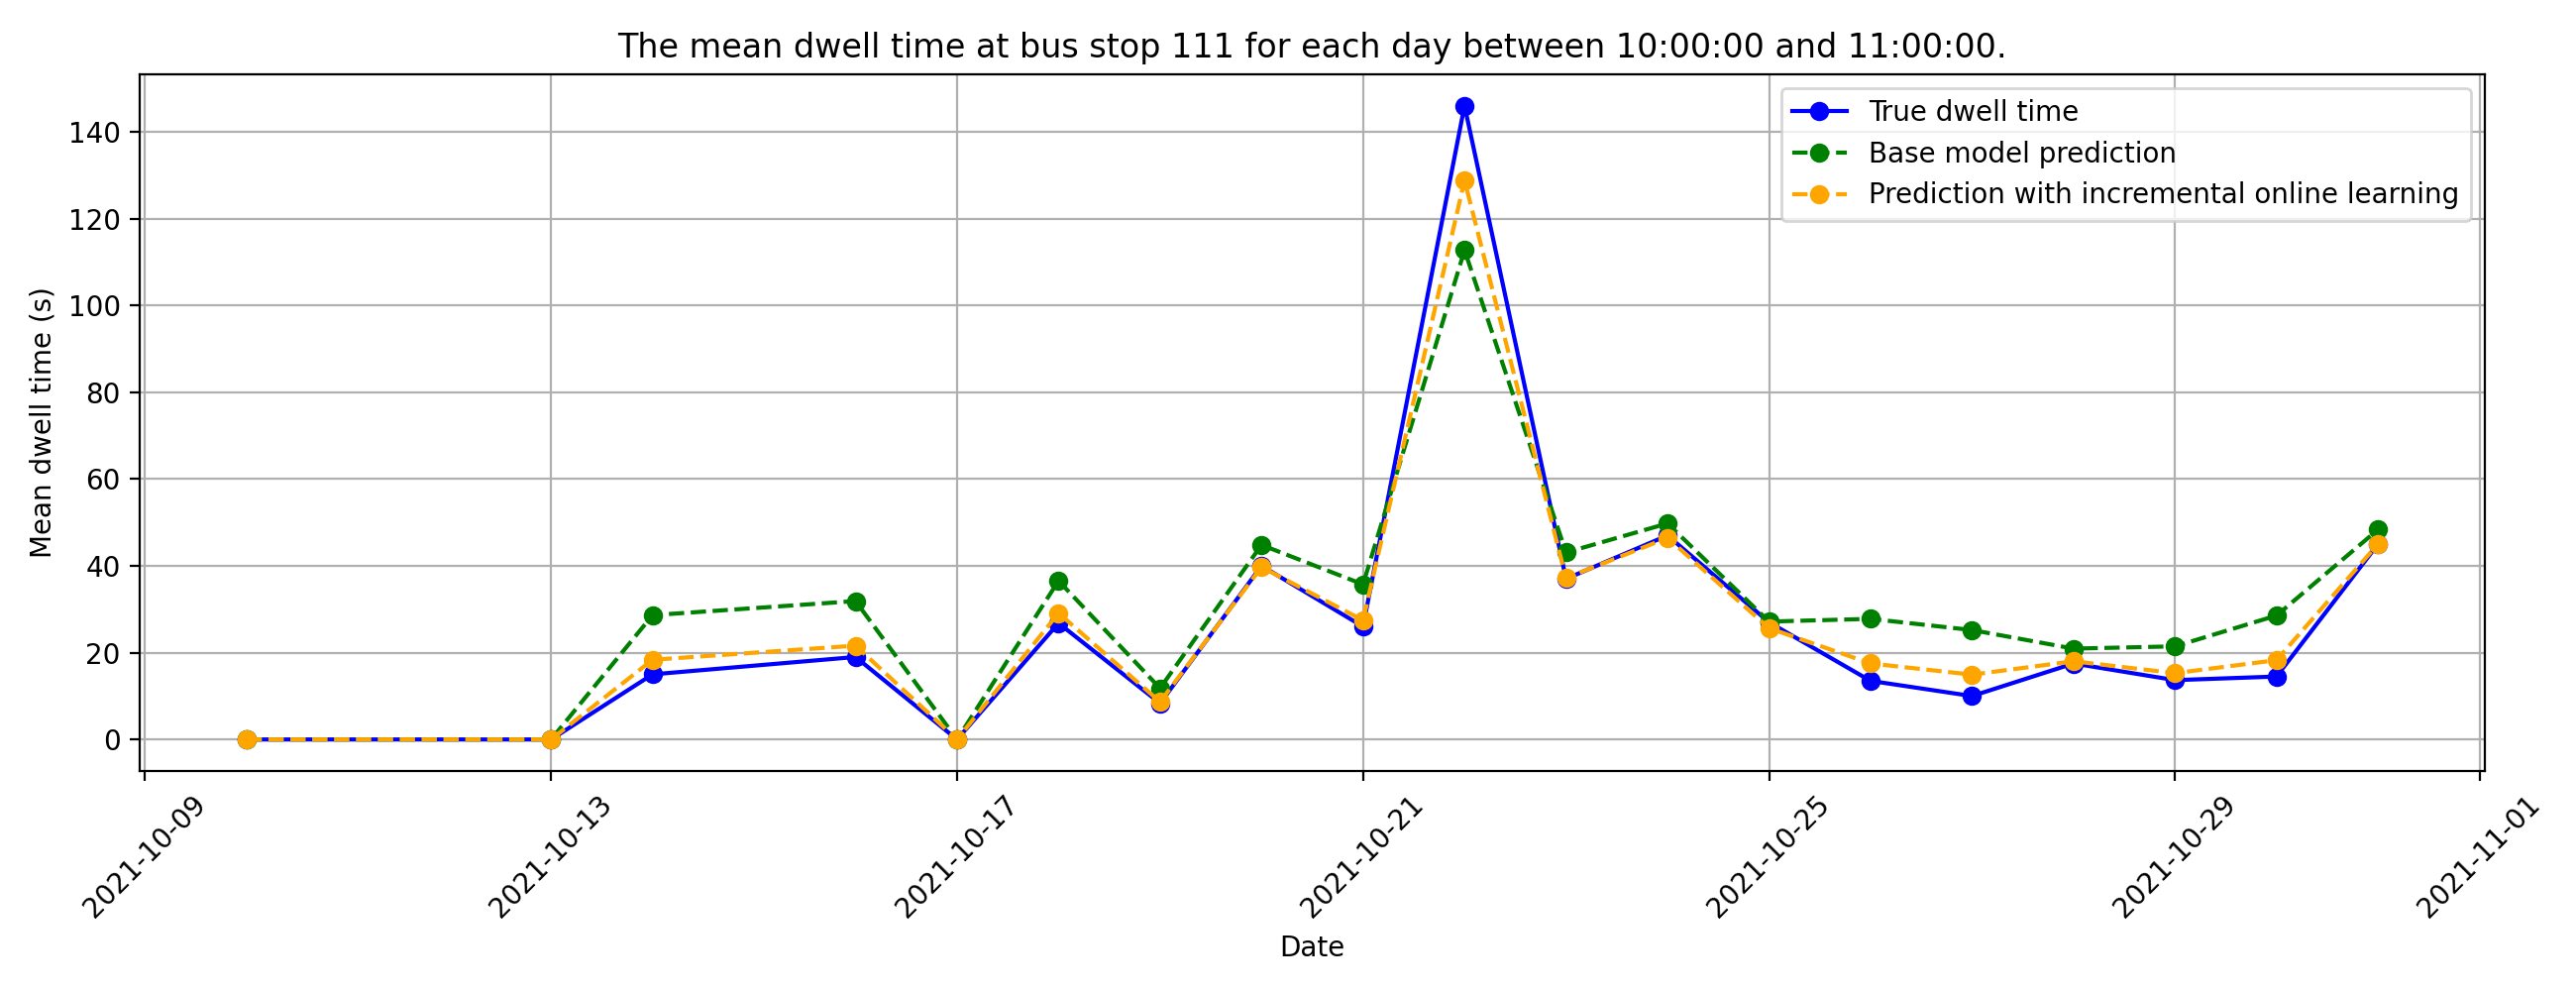 The mean dwell time at bus stop 111 for each day between 10:00:00 and 11:00:00.
True dwell time
Base model prediction
Prediction with incremental online learning
Mean dwell time (s)
140
120
100
80
60
40
20
0
2021-10-09
2021-10-13
2021-10-17
2021-10-21
2021-10-25
2021-10-29
2021-11-01
Date